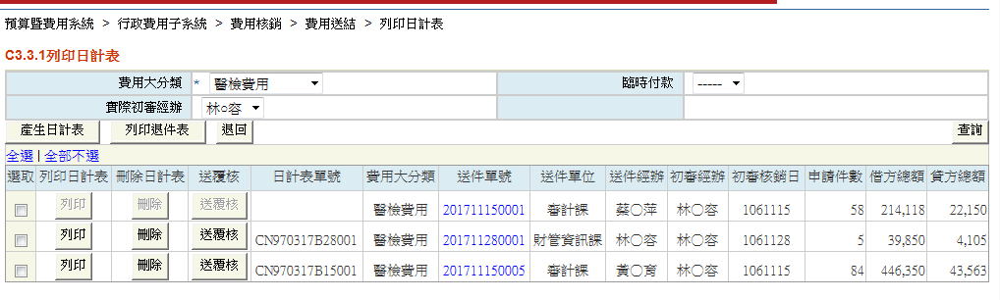 預算暨費用系統 > 行政費用子系統 > 費用核銷 > 費用送結 > 列印日計表
C3.3.1列印日計表
費用大分類 * 醫檢費用 臨時付款 -----
實際初審經辦 林○容
產生日計表 列印退件表 退回 查詢
全選 | 全部不選
選取 列印日計表 刪除日計表 送覆核 日計表單號 費用大分類 送件單號 送件單位 送件經辦 初審經辦 初審核銷日 申請件數 借方總額 貸方總額
列印 刪除 送覆核 醫檢費用 201711150001 審計課 蔡○萍 林○容 1061115 58 214,118 22,150
列印 刪除 送覆核 CN970317B28001 醫檢費用 201711280001 財管資訊課 林○容 林○容 1061128 5 39,850 4,105
列印 刪除 送覆核 CN970317B15001 醫檢費用 201711150005 審計課 黃○育 林○容 1061115 84 446,350 43,563